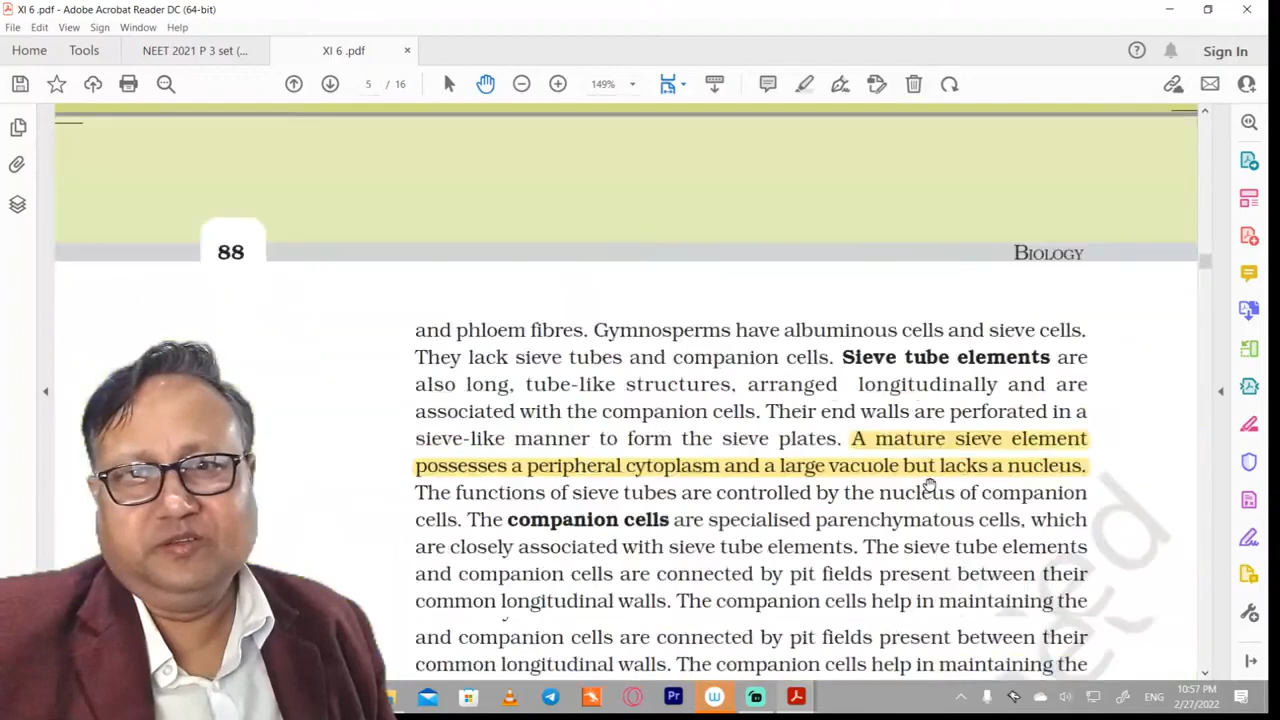 XI 6 .pdf - Adobe Acrobat Reader DC (64-bit)
File Edit View Sign Window Help
Home Tools NEET 2021 P 3 set (... XI 6 .pdf × Sign In
5 / 16 149%
88 BIOLOGY
and phloem fibres. Gymnosperms have albuminous cells and sieve cells.
They lack sieve tubes and companion cells. Sieve tube elements are
also long, tube-like structures, arranged longitudinally and are
associated with the companion cells. Their end walls are perforated in a
sieve-like manner to form the sieve plates. A mature sieve element
possesses a peripheral cytoplasm and a large vacuole but lacks a nucleus.
The functions of sieve tubes are controlled by the nucleus of companion
cells. The companion cells are specialised parenchymatous cells, which
are closely associated with sieve tube elements. The sieve tube elements
and companion cells are connected by pit fields present between their
common longitudinal walls. The companion cells help in maintaining the
and companion cells are connected by pit fields present between their
common longitudinal walls. The companion cells help in maintaining the
Pr W ENG 10:57 PM
2/27/2022